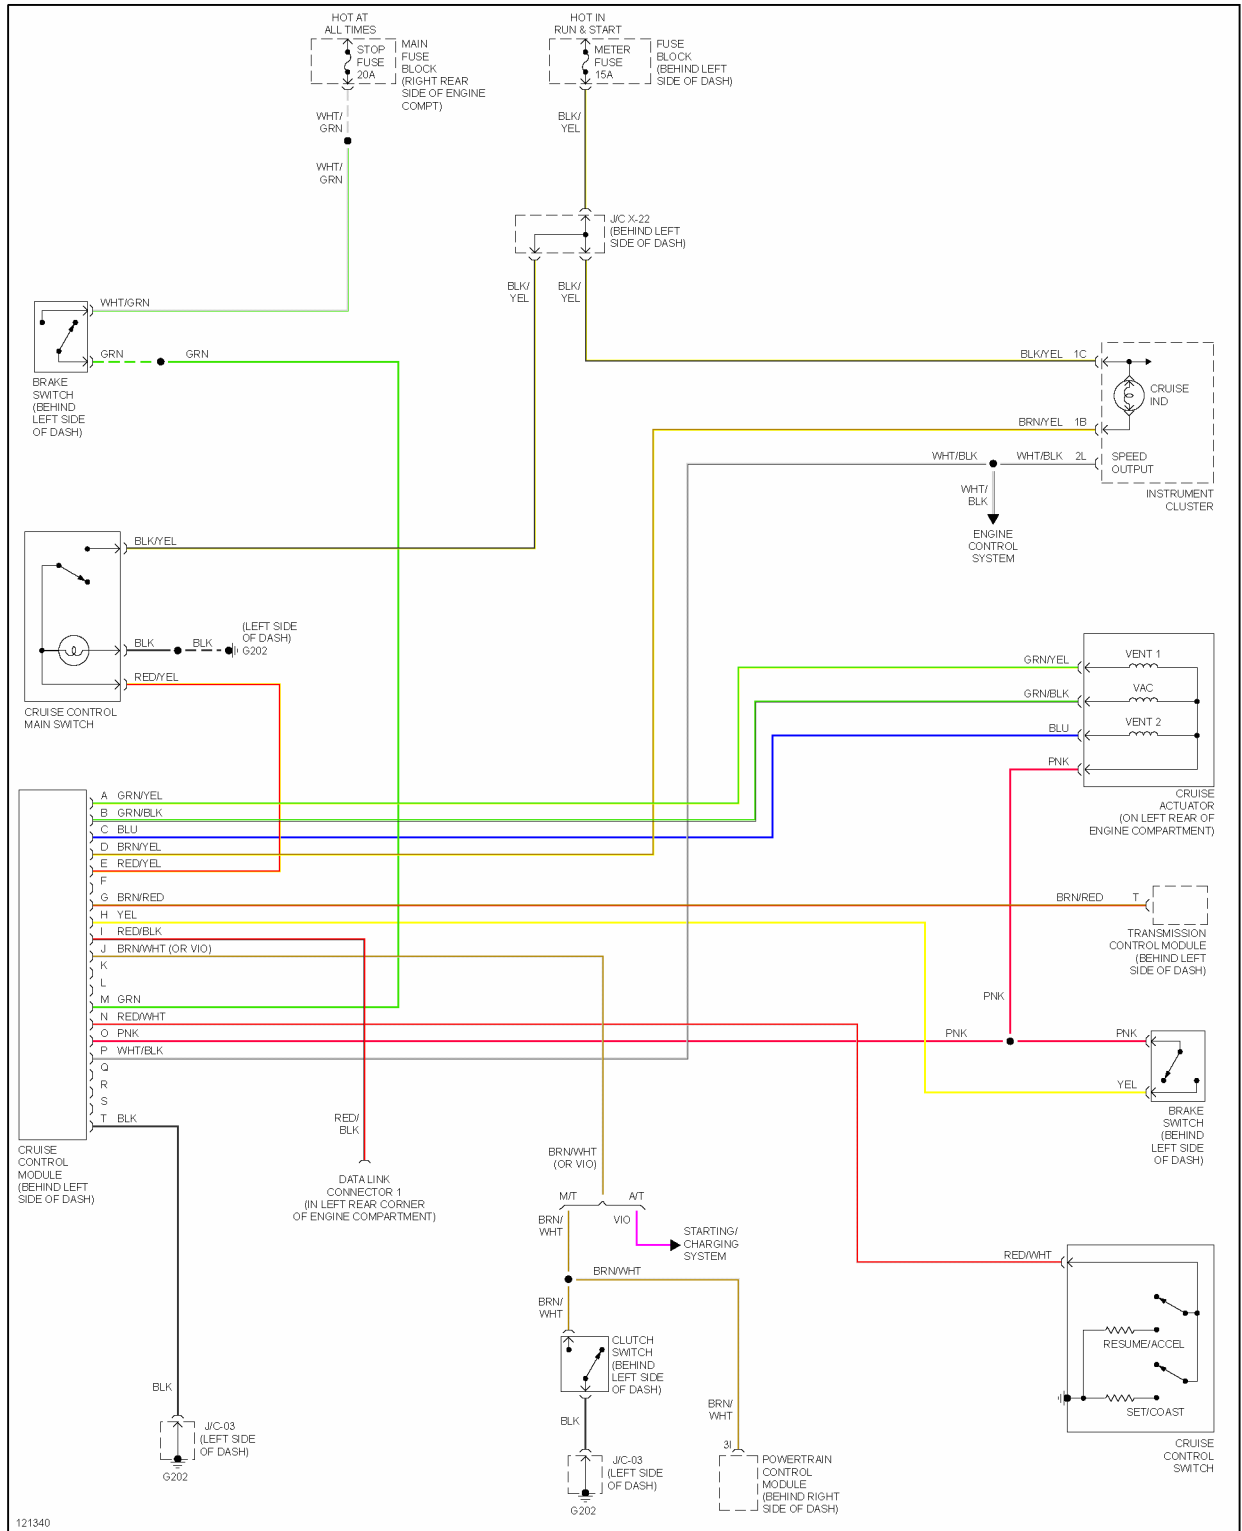 HOT AT
ALL TIMES
STOP
FUSE
20A
MAIN
FUSE
BLOCK
(RIGHT REAR
SIDE OF ENGINE
COMPT)
HOT IN
RUN & START
METER
FUSE
15A
FUSE
BLOCK
(BEHIND LEFT
SIDE OF DASH)
WHT/
GRN
WHT/
GRN
BLK/
YEL
J/C X-22
(BEHIND LEFT
SIDE OF DASH)
BLK/
YEL
BLK/
YEL
WHT/GRN
GRN
GRN
BRAKE
SWITCH
(BEHIND
LEFT SIDE
OF DASH)
BLK/YEL 1C
CRUISE
IND
BRN/YEL 1B
WHT/BLK
WHT/BLK 2L
SPEED
OUTPUT
INSTRUMENT
CLUSTER
WHT/
BLK
ENGINE
CONTROL
SYSTEM
BLK/YEL
BLK
BLK
(LEFT SIDE
OF DASH)
G202
RED/YEL
CRUISE CONTROL
MAIN SWITCH
GRN/YEL
VENT 1
GRN/BLK
VAC
BLU
VENT 2
PNK
CRUISE
ACTUATOR
(ON LEFT REAR OF
ENGINE COMPARTMENT)
A GRN/YEL
B GRN/BLK
C BLU
D BRN/YEL
E RED/YEL
F
G BRN/RED
H YEL
I RED/BLK
J BRN/WHT (OR VIO)
K
L
M GRN
N RED/WHT
O PNK
P WHT/BLK
Q
R
S
T BLK
CRUISE
CONTROL
MODULE
(BEHIND LEFT
SIDE OF DASH)
BRN/RED T
TRANSMISSION
CONTROL MODULE
(BEHIND LEFT
SIDE OF DASH)
PNK
PNK
PNK
YEL
BRAKE
SWITCH
(BEHIND
LEFT SIDE
OF DASH)
RED/
BLK
DATA LINK
CONNECTOR 1
(IN LEFT REAR CORNER
OF ENGINE COMPARTMENT)
BRN/WHT
(OR VIO)
M/T
A/T
BRN/
WHT
VIO
STARTING/
CHARGING
SYSTEM
BRN/WHT
BRN/
WHT
CLUTCH
SWITCH
(BEHIND
LEFT SIDE
OF DASH)
BLK
J/C-03
(LEFT SIDE
OF DASH)
G202
BRN/
WHT
3I
POWERTRAIN
CONTROL
MODULE
(BEHIND RIGHT
SIDE OF DASH)
RED/WHT
RESUME/ACCEL
SET/COAST
CRUISE
CONTROL
SWITCH
BLK
J/C-03
(LEFT SIDE
OF DASH)
G202
121340